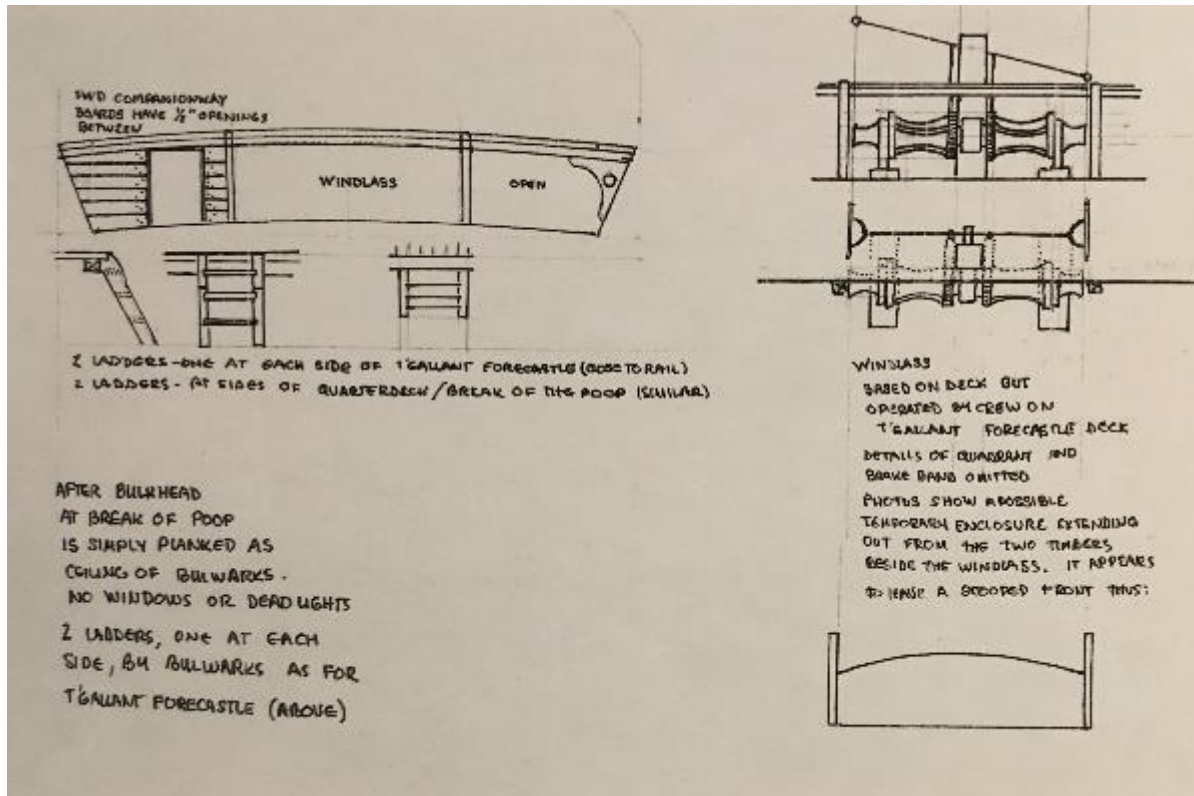 FWD COMPANIONWAY
BOARDS HAVE ½" OPENINGS
BETWEEN
WINDLASS
OPEN
2 LADDERS - ONE AT EACH SIDE OF T'GALLANT FORECASTLE (CLOSE TO RAIL)
2 LADDERS - AT SIDES OF QUARTERDECK/BREAK OF THE POOP (SIMILAR)
AFTER BULKHEAD
AT BREAK OF POOP
IS SIMPLY PLANKED AS
CEILING OF BULWARKS.
NO WINDOWS OR DEADLIGHTS
2 LADDERS, ONE AT EACH
SIDE, BY BULWARKS AS FOR
T'GALLANT FORECASTLE (ABOVE)
WINDLASS
BASED ON DECK BUT
OPERATED BY CREW ON
T'GALLANT FORECASTLE DECK
DETAILS OF QUADRANT AND
BRAKE BAND OMITTED
PHOTOS SHOW A POSSIBLE
TEMPORARY ENCLOSURE EXTENDING
OUT FROM THE TWO TIMBERS
BESIDE THE WINDLASS. IT APPEARS
TO A FRONT THUS: